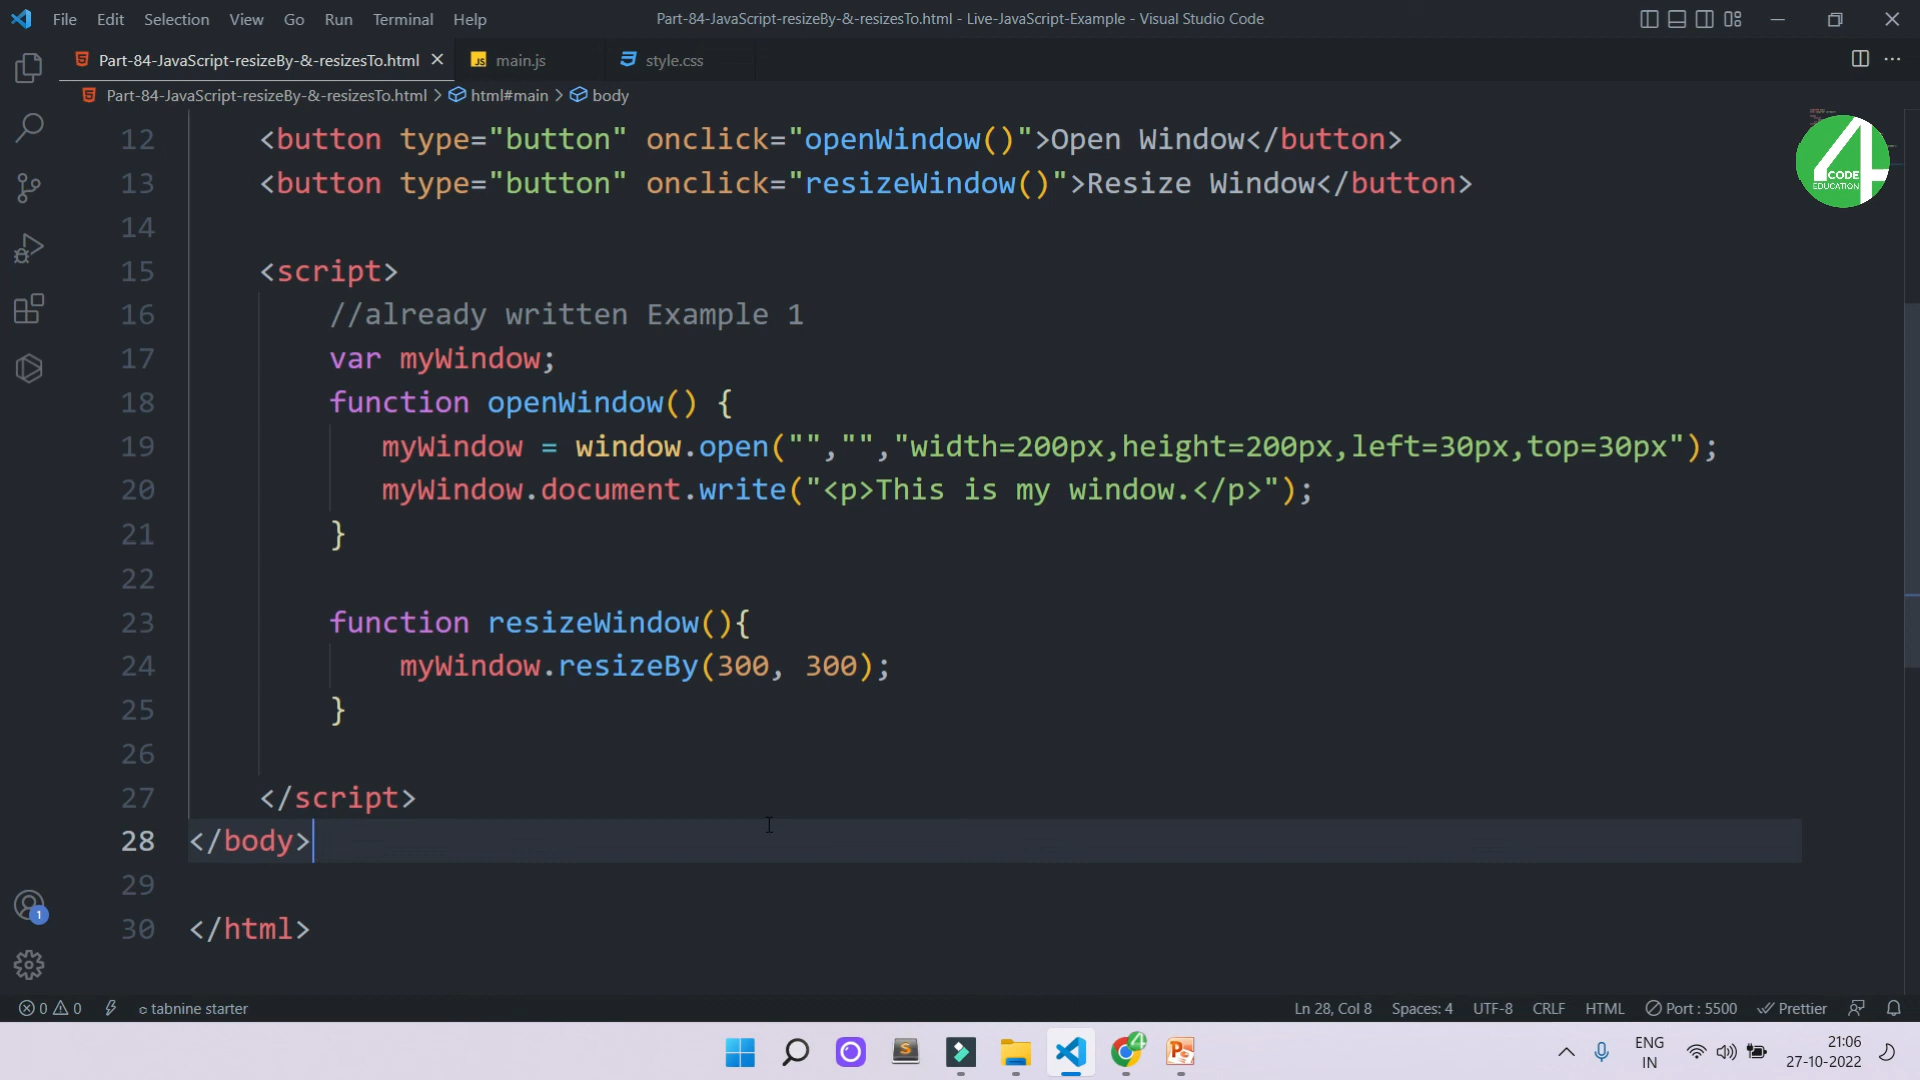 File Edit Selection View Go Run Terminal Help
Part-84-JavaScript-resizeBy-&-resizesTo.html - Live-JavaScript-Example - Visual Studio Code
Part-84-JavaScript-resizeBy-&-resizesTo.html main.js style.css
Part-84-JavaScript-resizeBy-&-resizesTo.html > html#main > body
12 <button type="button" onclick="openWindow()">Open Window</button>
13 <button type="button" onclick="resizeWindow()">Resize Window</button>
4 CODE EDUCATION
14
15 <script>
16 //already written Example 1
17 var myWindow;
18 function openWindow() {
19 myWindow = window.open("","","width=200px,height=200px,left=30px,top=30px");
20 myWindow.document.write("<p>This is my window.</p>");
21 }
22
23 function resizeWindow(){
24 myWindow.resizeBy(300, 300);
25 }
26
27 </script>
28 </body>
29
30 </html>
1
0 0 tabnine starter Ln 28, Col 8 Spaces: 4 UTF-8 CRLF HTML Port : 5500 Prettier
ENG IN
21:06
27-10-2022